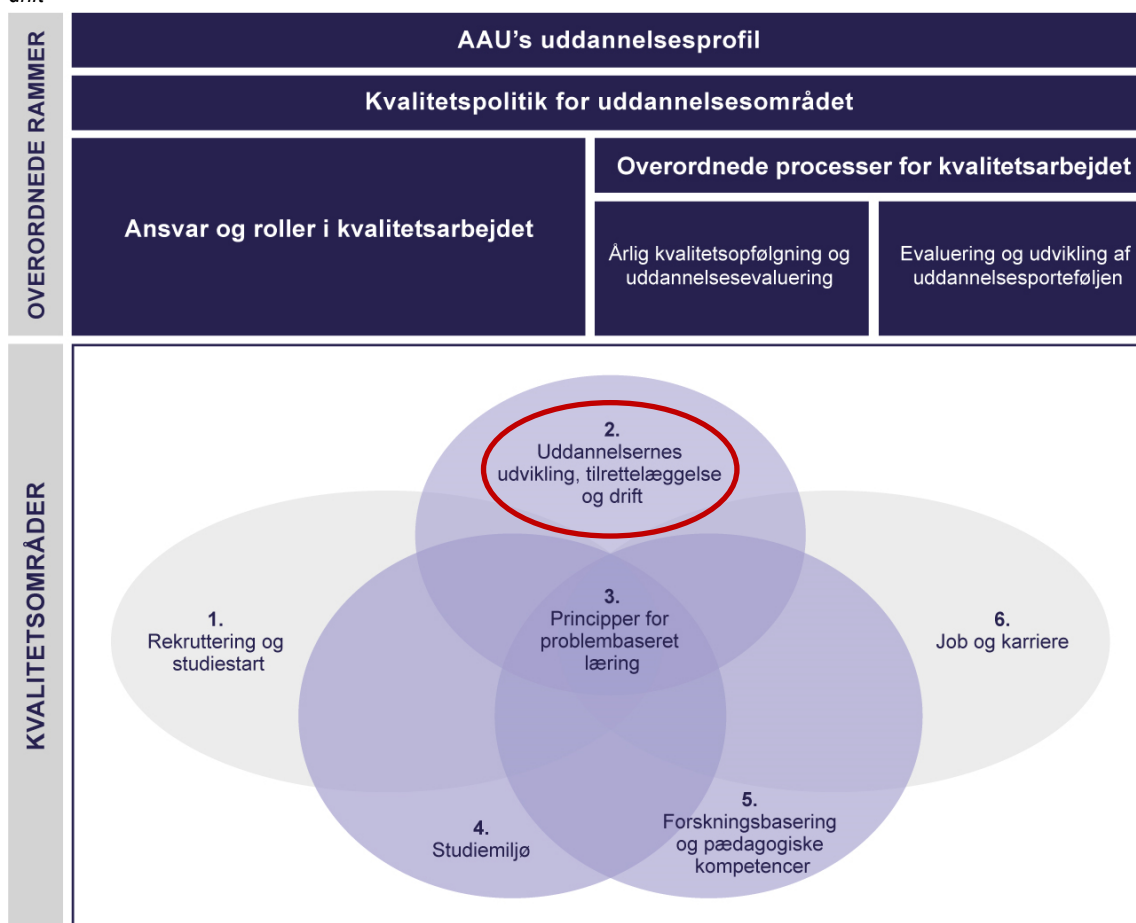 drift
OVERORDNEDE RAMMER
AAU's uddannelsesprofil
Kvalitetspolitik for uddannelsesområdet
Ansvar og roller i kvalitetsarbejdet
Overordnede processer for kvalitetsarbejdet
Årlig kvalitetsopfølgning og
uddannelsesevaluering
Evaluering og udvikling af
uddannelsesporteføljen
KVALITETSOMRÅDER
2.
Uddannelsernes
udvikling, tilrettelæggelse
og drift
1.
Rekruttering og
studiestart
3.
Principper for
problembaseret
læring
6.
Job og karriere
4.
Studiemiljø
5.
Forskningsbasering
og pædagogiske
kompetencer